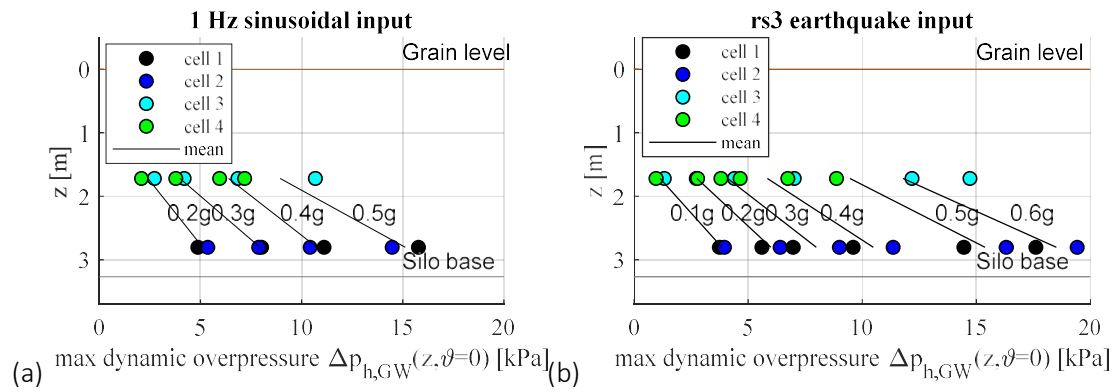 1 Hz sinusoidal input
Grain level
cell 1
cell 2
cell 3
cell 4
mean
0
1
2
3
z [m]
0.2g
0.3g
0.4g
0.5g
Silo base
0
5
10
15
20
(a)
max dynamic overpressure Δp_h,GW(z,ϑ=0) [kPa]
rs3 earthquake input
Grain level
cell 1
cell 2
cell 3
cell 4
mean
0
1
2
3
z [m]
0.1g
0.2g
0.3g
0.4g
0.5g
0.6g
Silo base
0
5
10
15
20
(b)
max dynamic overpressure Δp_h,GW(z,ϑ=0) [kPa]